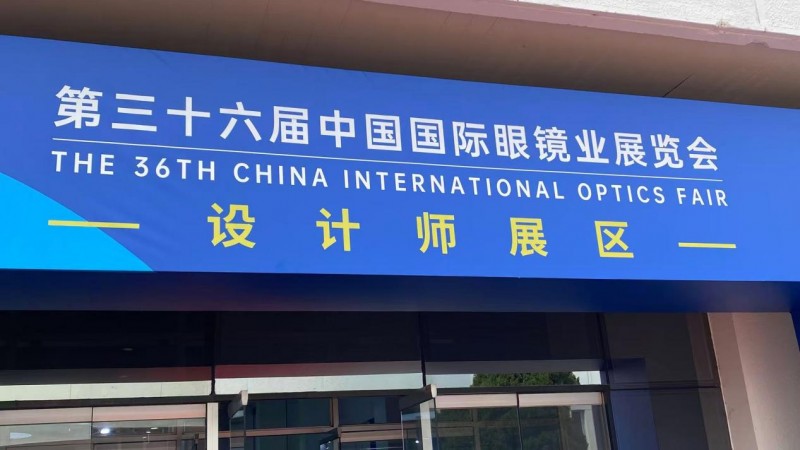 第三十六届中国国际眼镜业展览会
THE 36TH CHINA INTERNATIONAL OPTICS FAIR
设计师展区